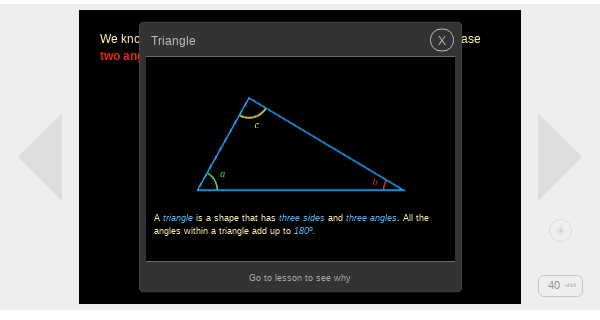 We kno
ase
two an
Triangle
X
c
a
b
A triangle is a shape that has three sides and three angles. All the
angles within a triangle add up to 180º.
Go to lesson to see why
40